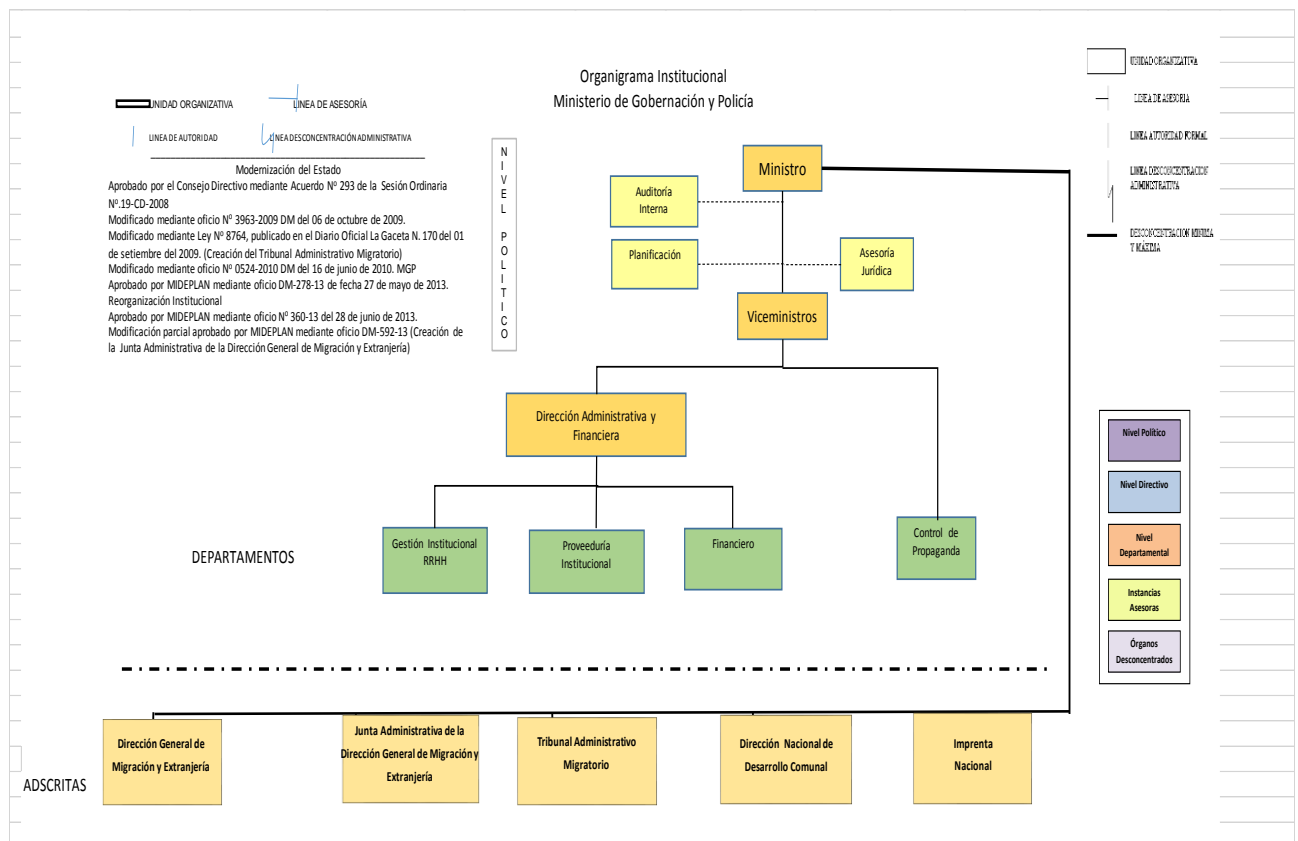 Organigrama Institucional
Ministerio de Gobernación y Policía
UNIDAD ORGANIZATIVA
LINEA DE ASESORÍA
LINEA DE AUTORIDAD
LÍNEA DESCONCENTRACIÓN ADMINISTRATIVA
Modernización del Estado
Aprobado por el Consejo Directivo mediante Acuerdo Nº 293 de la Sesión Ordinaria
Nº.19-CD-2008
Modificado mediante oficio Nº 3963-2009 DM del 06 de octubre de 2009.
Modificado mediante Ley Nº 8764, publicado en el Diario Oficial La Gaceta N. 170 del 01
de setiembre del 2009. (Creación del Tribunal Administrativo Migratorio)
Modificado mediante oficio Nº 0524-2010 DM del 16 de junio de 2010. MGP
Aprobado por MIDEPLAN mediante oficio DM-278-13 de fecha 27 de mayo de 2013.
Reorganización Institucional
Aprobado por MIDEPLAN mediante oficio Nº 360-13 del 28 de junio de 2013.
Modificación parcial aprobado por MIDEPLAN mediante oficio DM-592-13 (Creación de
la Junta Administrativa de la Dirección General de Migración y Extranjería)
NIVEL POLITICO
UNIDAD ORGANIZATIVA
LINEA DE ASESORIA
LINEA AUTORIDAD FORMAL
LINEA DESCONCENTRACION
ADMINISTRATIVA
DESCONCENTRACION MINIMA
Y MÁXIMA
Ministro
Auditoría
Interna
Planificación
Asesoría
Jurídica
Viceministros
Dirección Administrativa y
Financiera
Nivel Político
Nivel Directivo
Nivel
Departamental
Instancias
Asesoras
Órganos
Desconcentrados
DEPARTAMENTOS
Gestión Institucional
RRHH
Proveeduría
Institucional
Financiero
Control de
Propaganda
ADSCRITAS
Dirección General de
Migración y Extranjería
Junta Administrativa de la
Dirección General de Migración y
Extranjería
Tribunal Administrativo
Migratorio
Dirección Nacional de
Desarrollo Comunal
Imprenta
Nacional